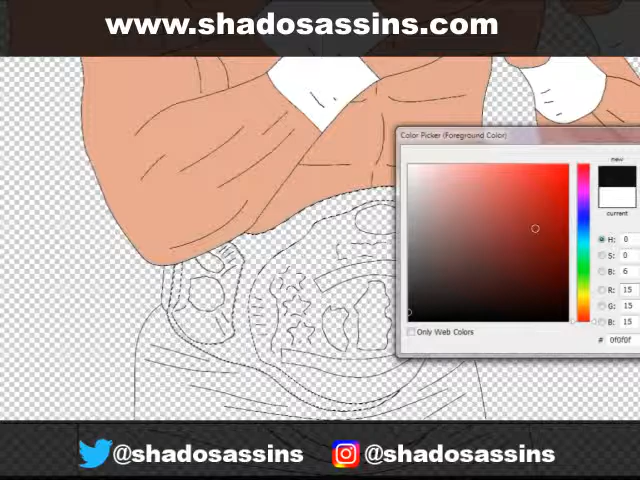 www.shadosassins.com
Color Picker (Foreground Color)
new
current
H: 0
S: 0
B: 6
R: 15
G: 15
B: 15
Only Web Colors
# 0f0f0f
@shadosassins @shadosassins